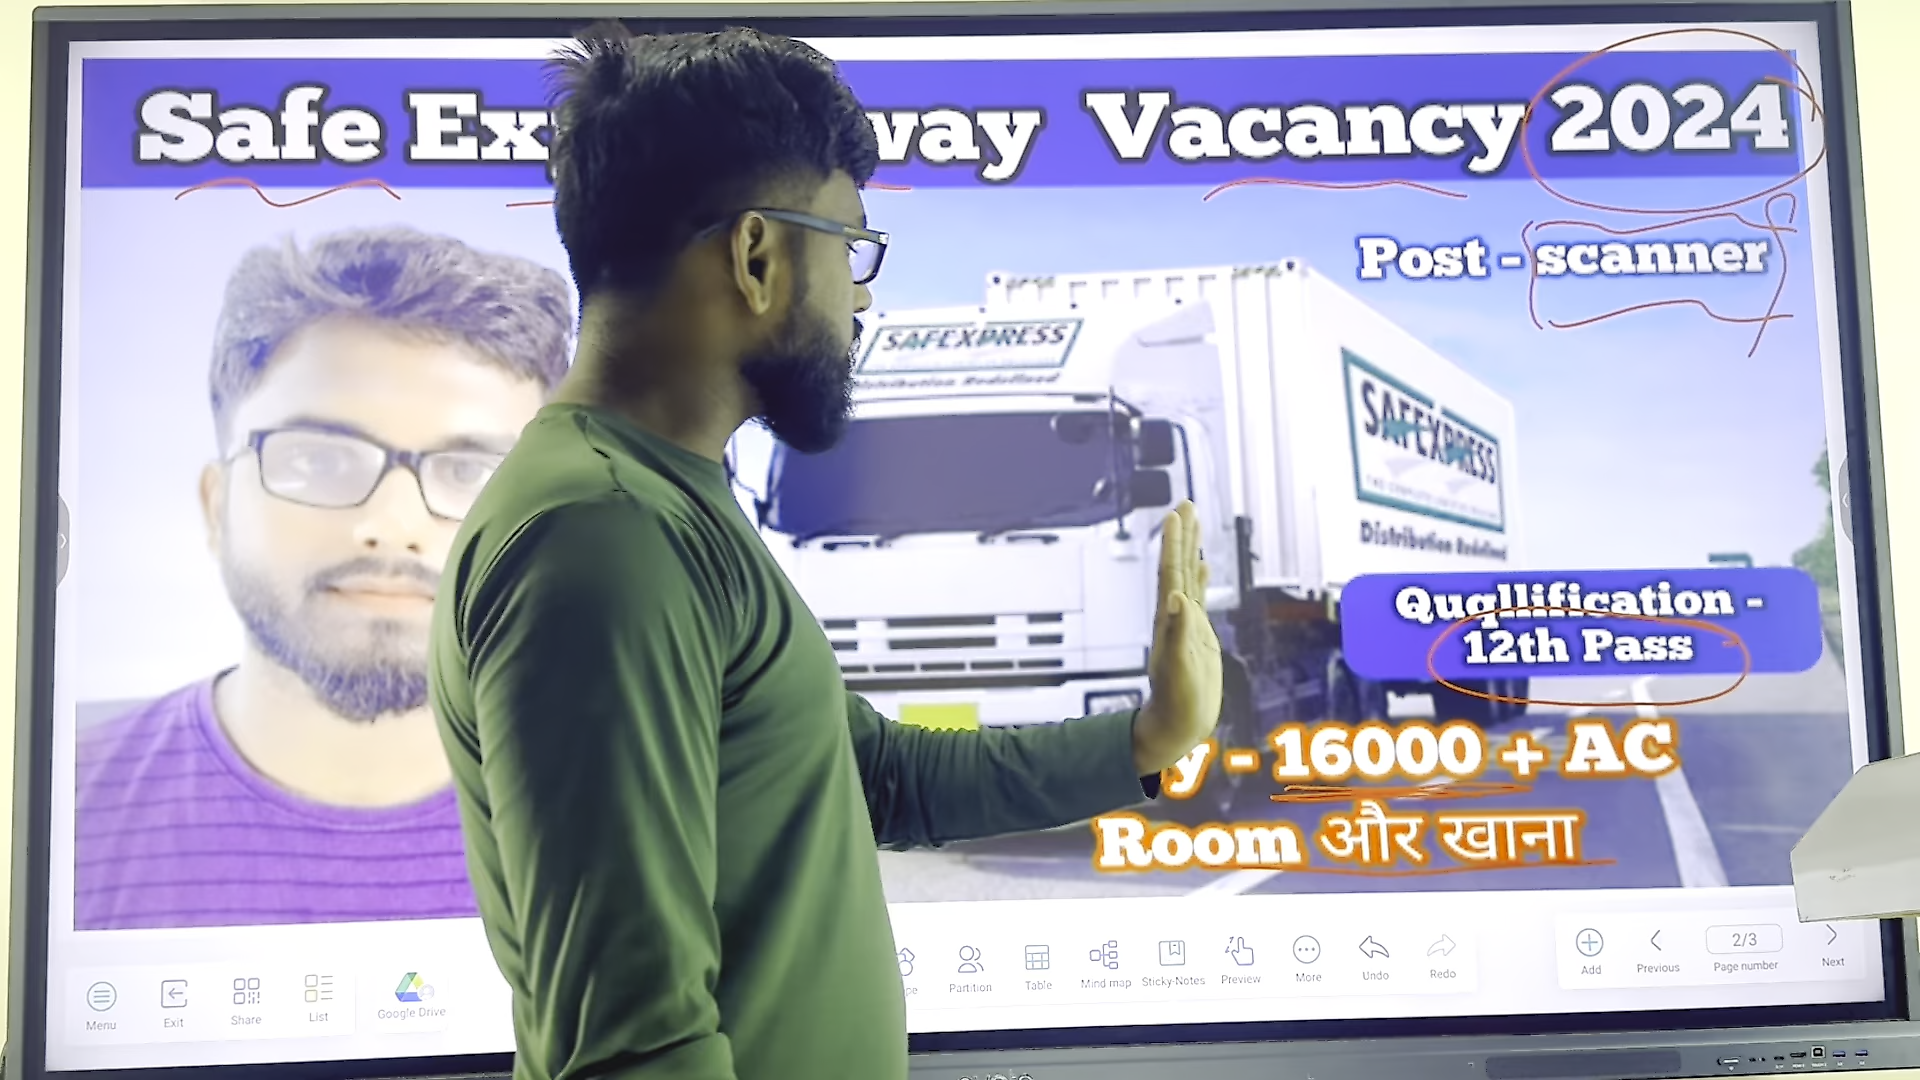 Safe Exp way Vacancy 2024
Post - scanner
SAFEXPRESS
Distribution Redefined
SAFEXPRESS
Distribution Redefined
Quqllification -
12th Pass
y - 16000 + AC
Room और खाना
Menu
Exit
Share
List
Google Drive
Partition
Table
Mind map
Sticky-Notes
Preview
More
Undo
Redo
Add
Previous
2/3
Page number
Next